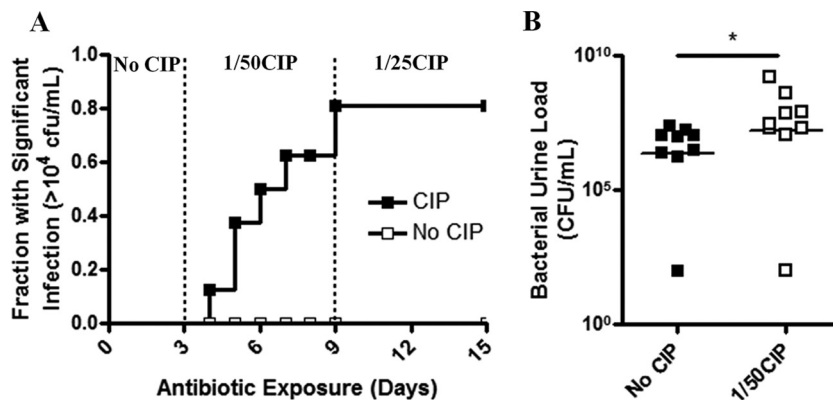 A
No CIP
1/50CIP
1/25CIP
Fraction with Significant
Infection (>10⁴ cfu/mL)
1.0
0.8
0.6
0.4
0.2
0.0
0
3
6
9
12
15
Antibiotic Exposure (Days)
CIP
No CIP
B
*
Bacterial Urine Load
(CFU/mL)
10¹⁰
10⁵
10⁰
No CIP
1/50CIP